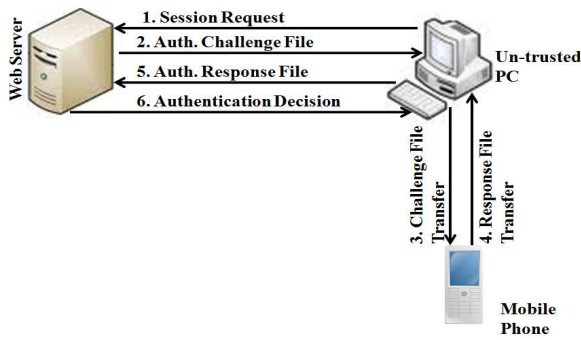 1. Session Request
2. Auth. Challenge File
5. Auth. Response File
6. Authentication Decision
Web Server
Un-trusted
PC
3. Challenge File
Transfer
4. Response File
Transfer
Mobile
Phone